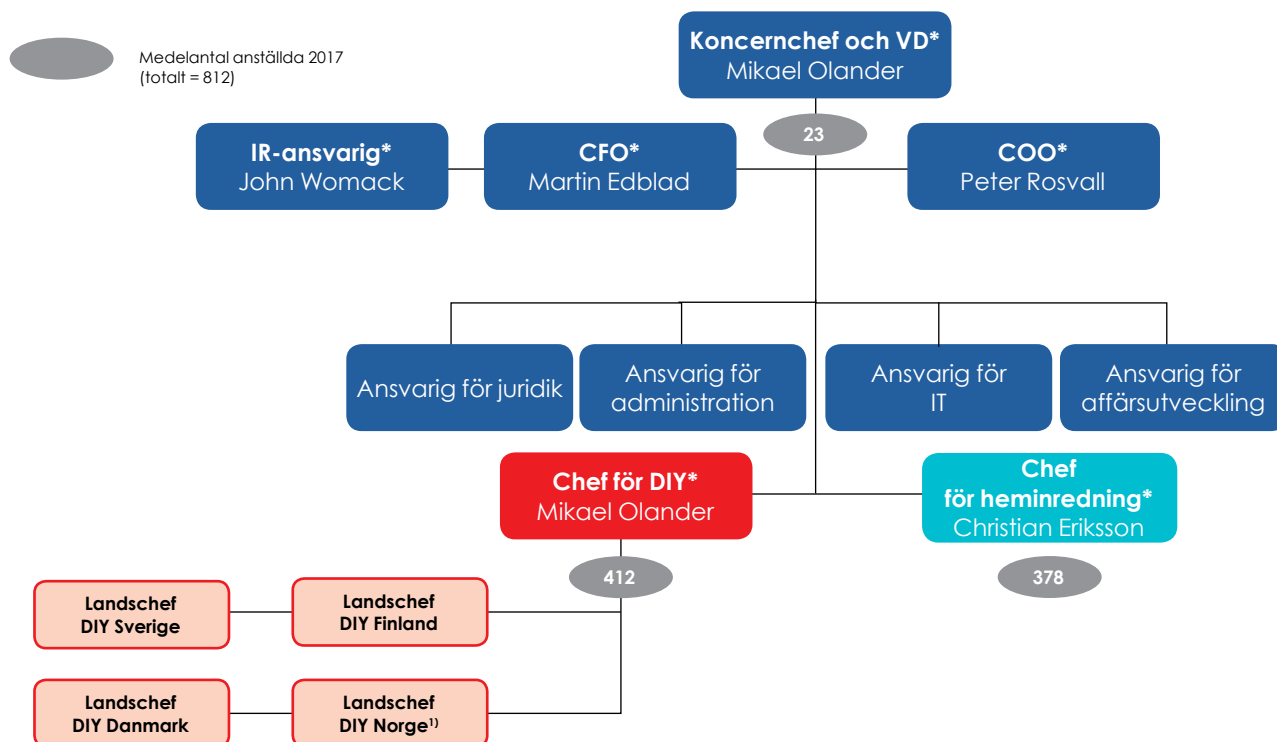 Medelantal anställda 2017
(totalt = 812)
Koncernchef och VD*
Mikael Olander
23
IR-ansvarig*
John Womack
CFO*
Martin Edblad
COO*
Peter Rosvall
Ansvarig för juridik
Ansvarig för
administration
Ansvarig för
IT
Ansvarig för
affärsutveckling
Chef för DIY*
Mikael Olander
Chef
för heminredning*
Christian Eriksson
412
378
Landschef
DIY Sverige
Landschef
DIY Finland
Landschef
DIY Danmark
Landschef
DIY Norge¹⁾